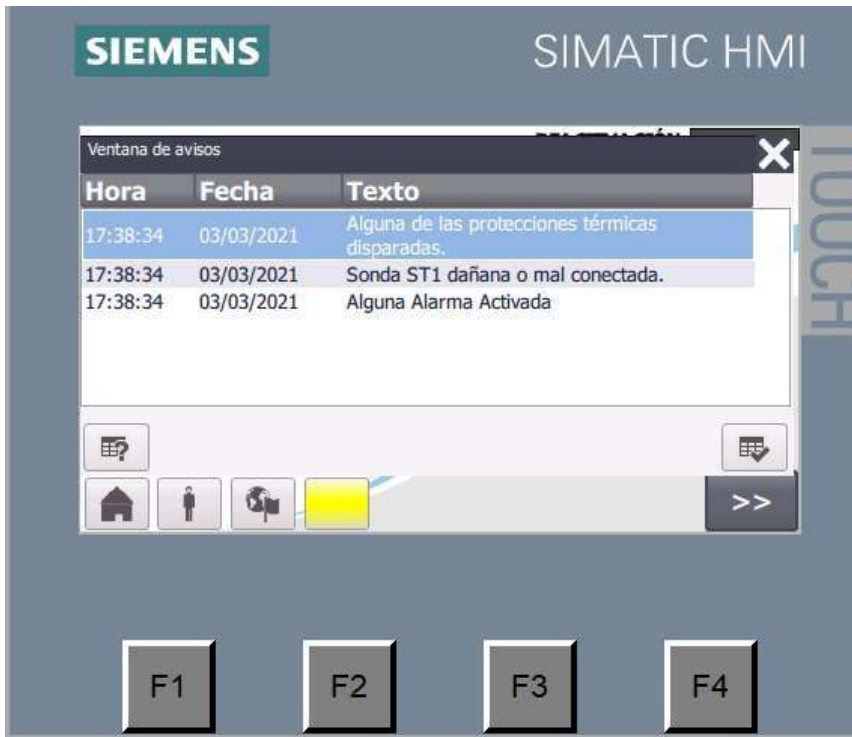 SIEMENS
SIMATIC HMI
TOUCH
Ventana de avisos
Hora Fecha Texto
17:38:34 03/03/2021 Alguna de las protecciones térmicas
disparadas.
17:38:34 03/03/2021 Sonda ST1 dañana o mal conectada.
17:38:34 03/03/2021 Alguna Alarma Activada
>>
F1 F2 F3 F4